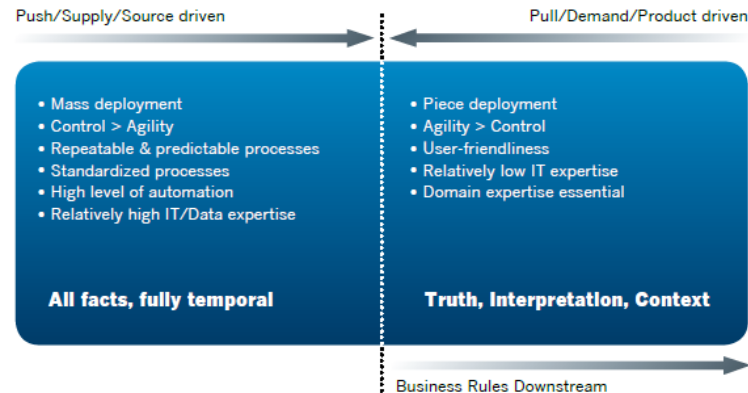 Push/Supply/Source driven
Pull/Demand/Product driven
• Mass deployment
• Control > Agility
• Repeatable & predictable processes
• Standardized processes
• High level of automation
• Relatively high IT/Data expertise
All facts, fully temporal
• Piece deployment
• Agility > Control
• User-friendliness
• Relatively low IT expertise
• Domain expertise essential
Truth, Interpretation, Context
Business Rules Downstream